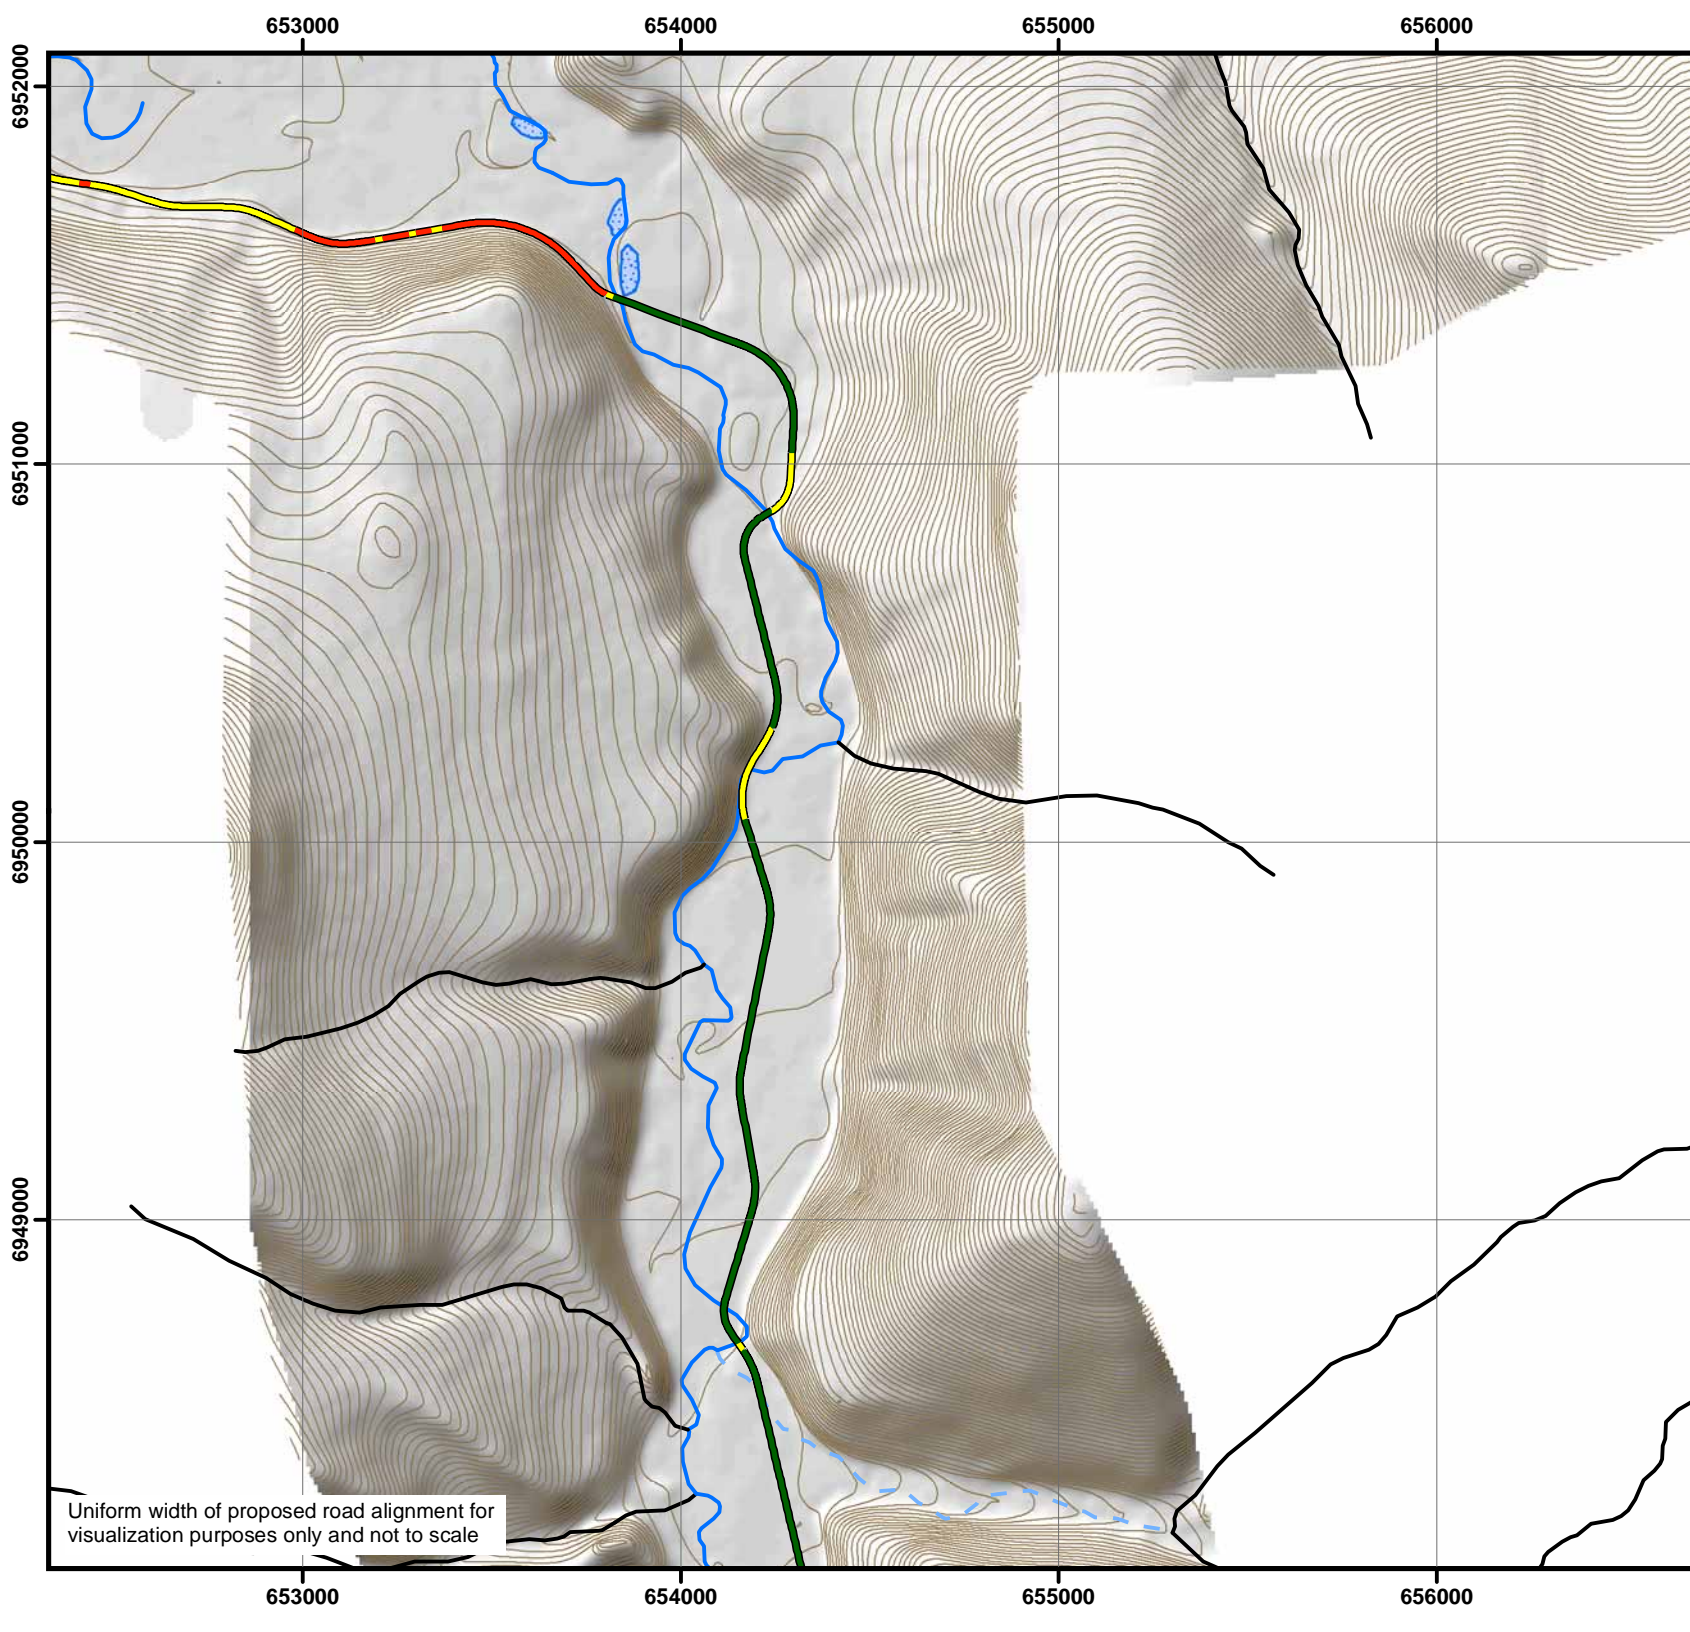 653000 654000 655000 656000
6952000
6951000
6950000
6949000
Uniform width of proposed road alignment for
visualization purposes only and not to scale
653000 654000 655000 656000